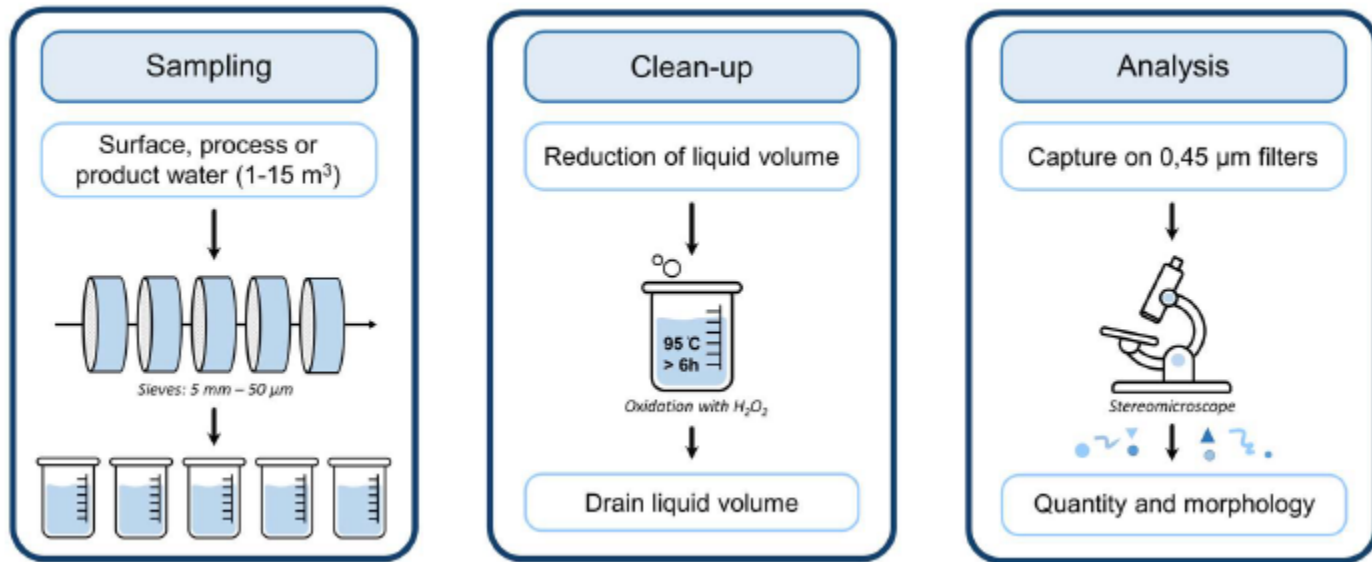 Sampling
Surface, process or
product water (1-15 m³)
Sieves: 5 mm – 50 µm
Clean-up
Reduction of liquid volume
95 °C
> 6h
Oxidation with H₂O₂
Drain liquid volume
Analysis
Capture on 0,45 µm filters
Stereomicroscope
Quantity and morphology